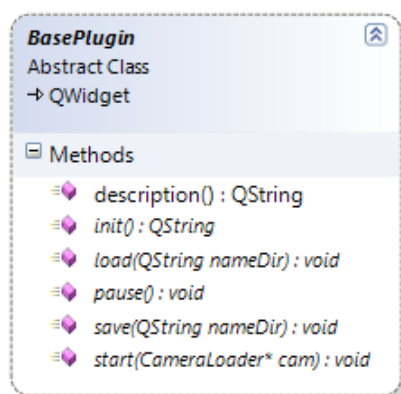 BasePlugin
Abstract Class
QWidget
Methods
description() : QString
init() : QString
load(QString nameDir) : void
pause() : void
save(QString nameDir) : void
start(CameraLoader* cam) : void